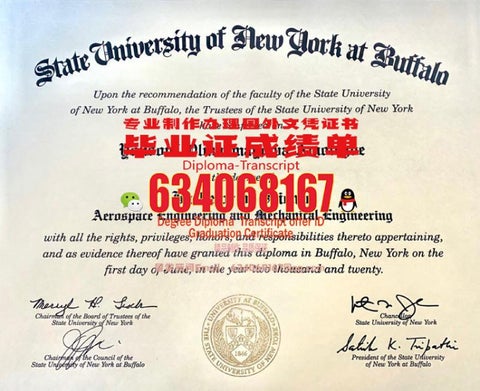 State University of New York at Buffalo
Upon the recommendation of the faculty of the State University
of New York at Buffalo, the Trustees of the State University of New York
专业制作办理国外文凭证书
毕业证成绩单
Diploma-Transcript
634068167
Aerospace Engineering and Mechanical Engineering
Degree Diploma Transcript offer ID
Graduation Certificate
with all the rights, privileges, honors, and responsibilities thereto appertaining,
and as evidence thereof have granted this diploma in Buffalo, New York on the
first day of June, in the year two thousand and twenty.
Chairman of the Board of Trustees of the
State University of New York
Chancellor
State University of New York
Chairman of the Council of the
State University of New York at Buffalo
President of the State University
of New York at Buffalo